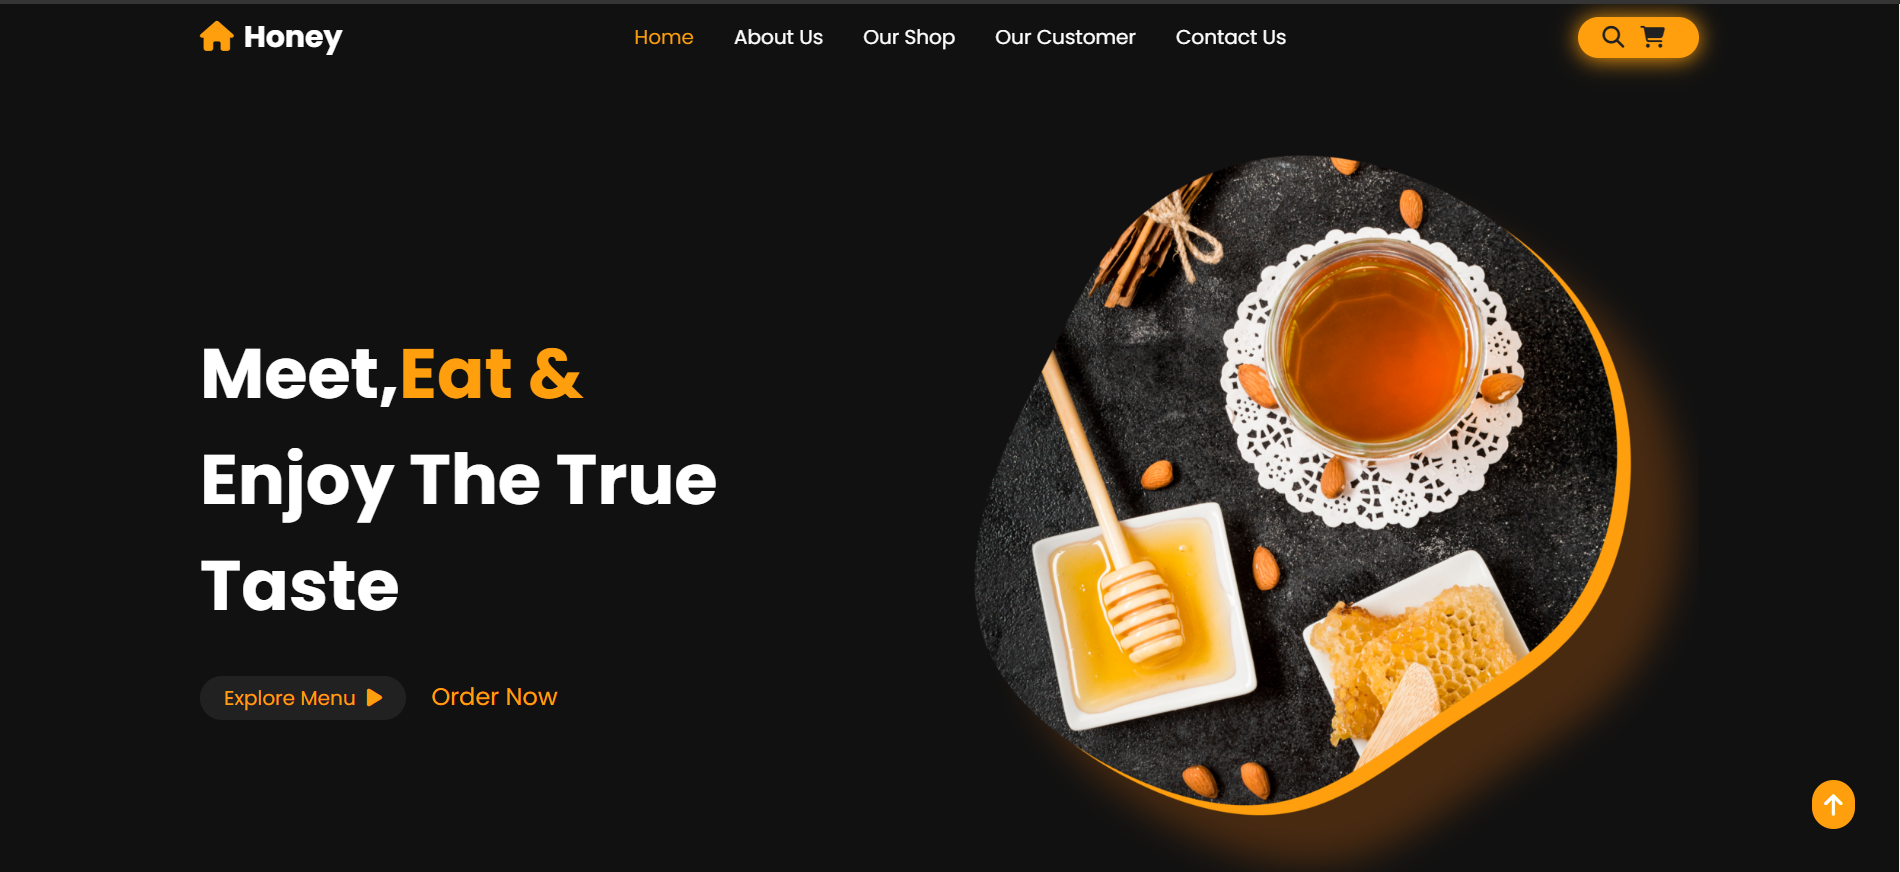 Honey
Home About Us Our Shop Our Customer Contact Us
Meet,Eat &
Enjoy The True
Taste
Explore Menu
Order Now